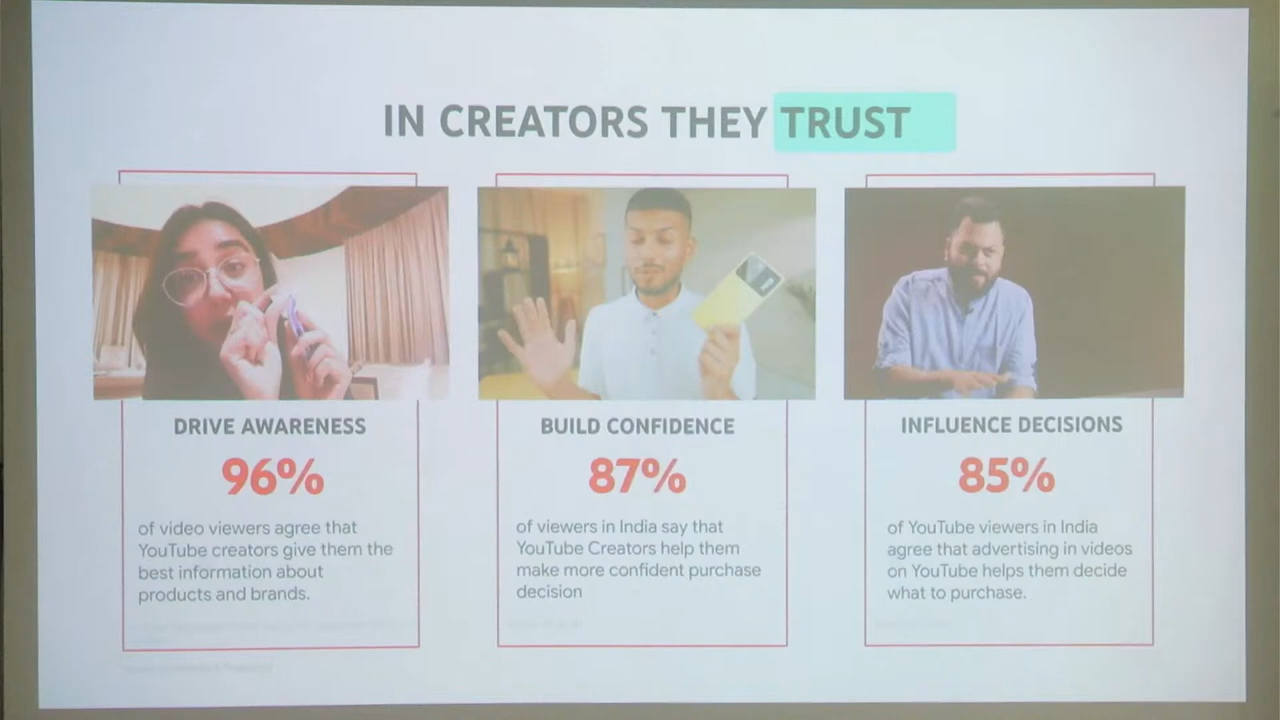 IN CREATORS THEY TRUST
DRIVE AWARENESS
96%
of video viewers agree that
YouTube creators give them the
best information about
products and brands.
BUILD CONFIDENCE
87%
of viewers in India say that
YouTube Creators help them
make more confident purchase
decision
INFLUENCE DECISIONS
85%
of YouTube viewers in India
agree that advertising in videos
on YouTube helps them decide
what to purchase.